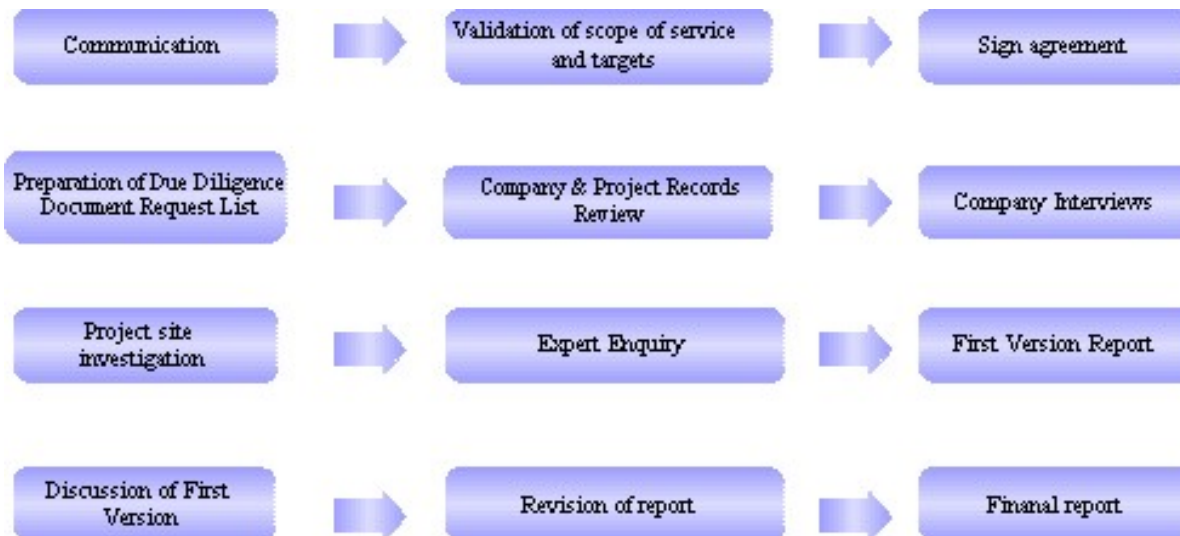 Communication
Validation of scope of service
and targets
Sign agreement
Preparation of Due Diligence
Document Request List
Company & Project Records
Review
Company Interviews
Project site
investigation
Expert Enquiry
First Version Report
Discussion of First
Version
Revision of report
Finanal report